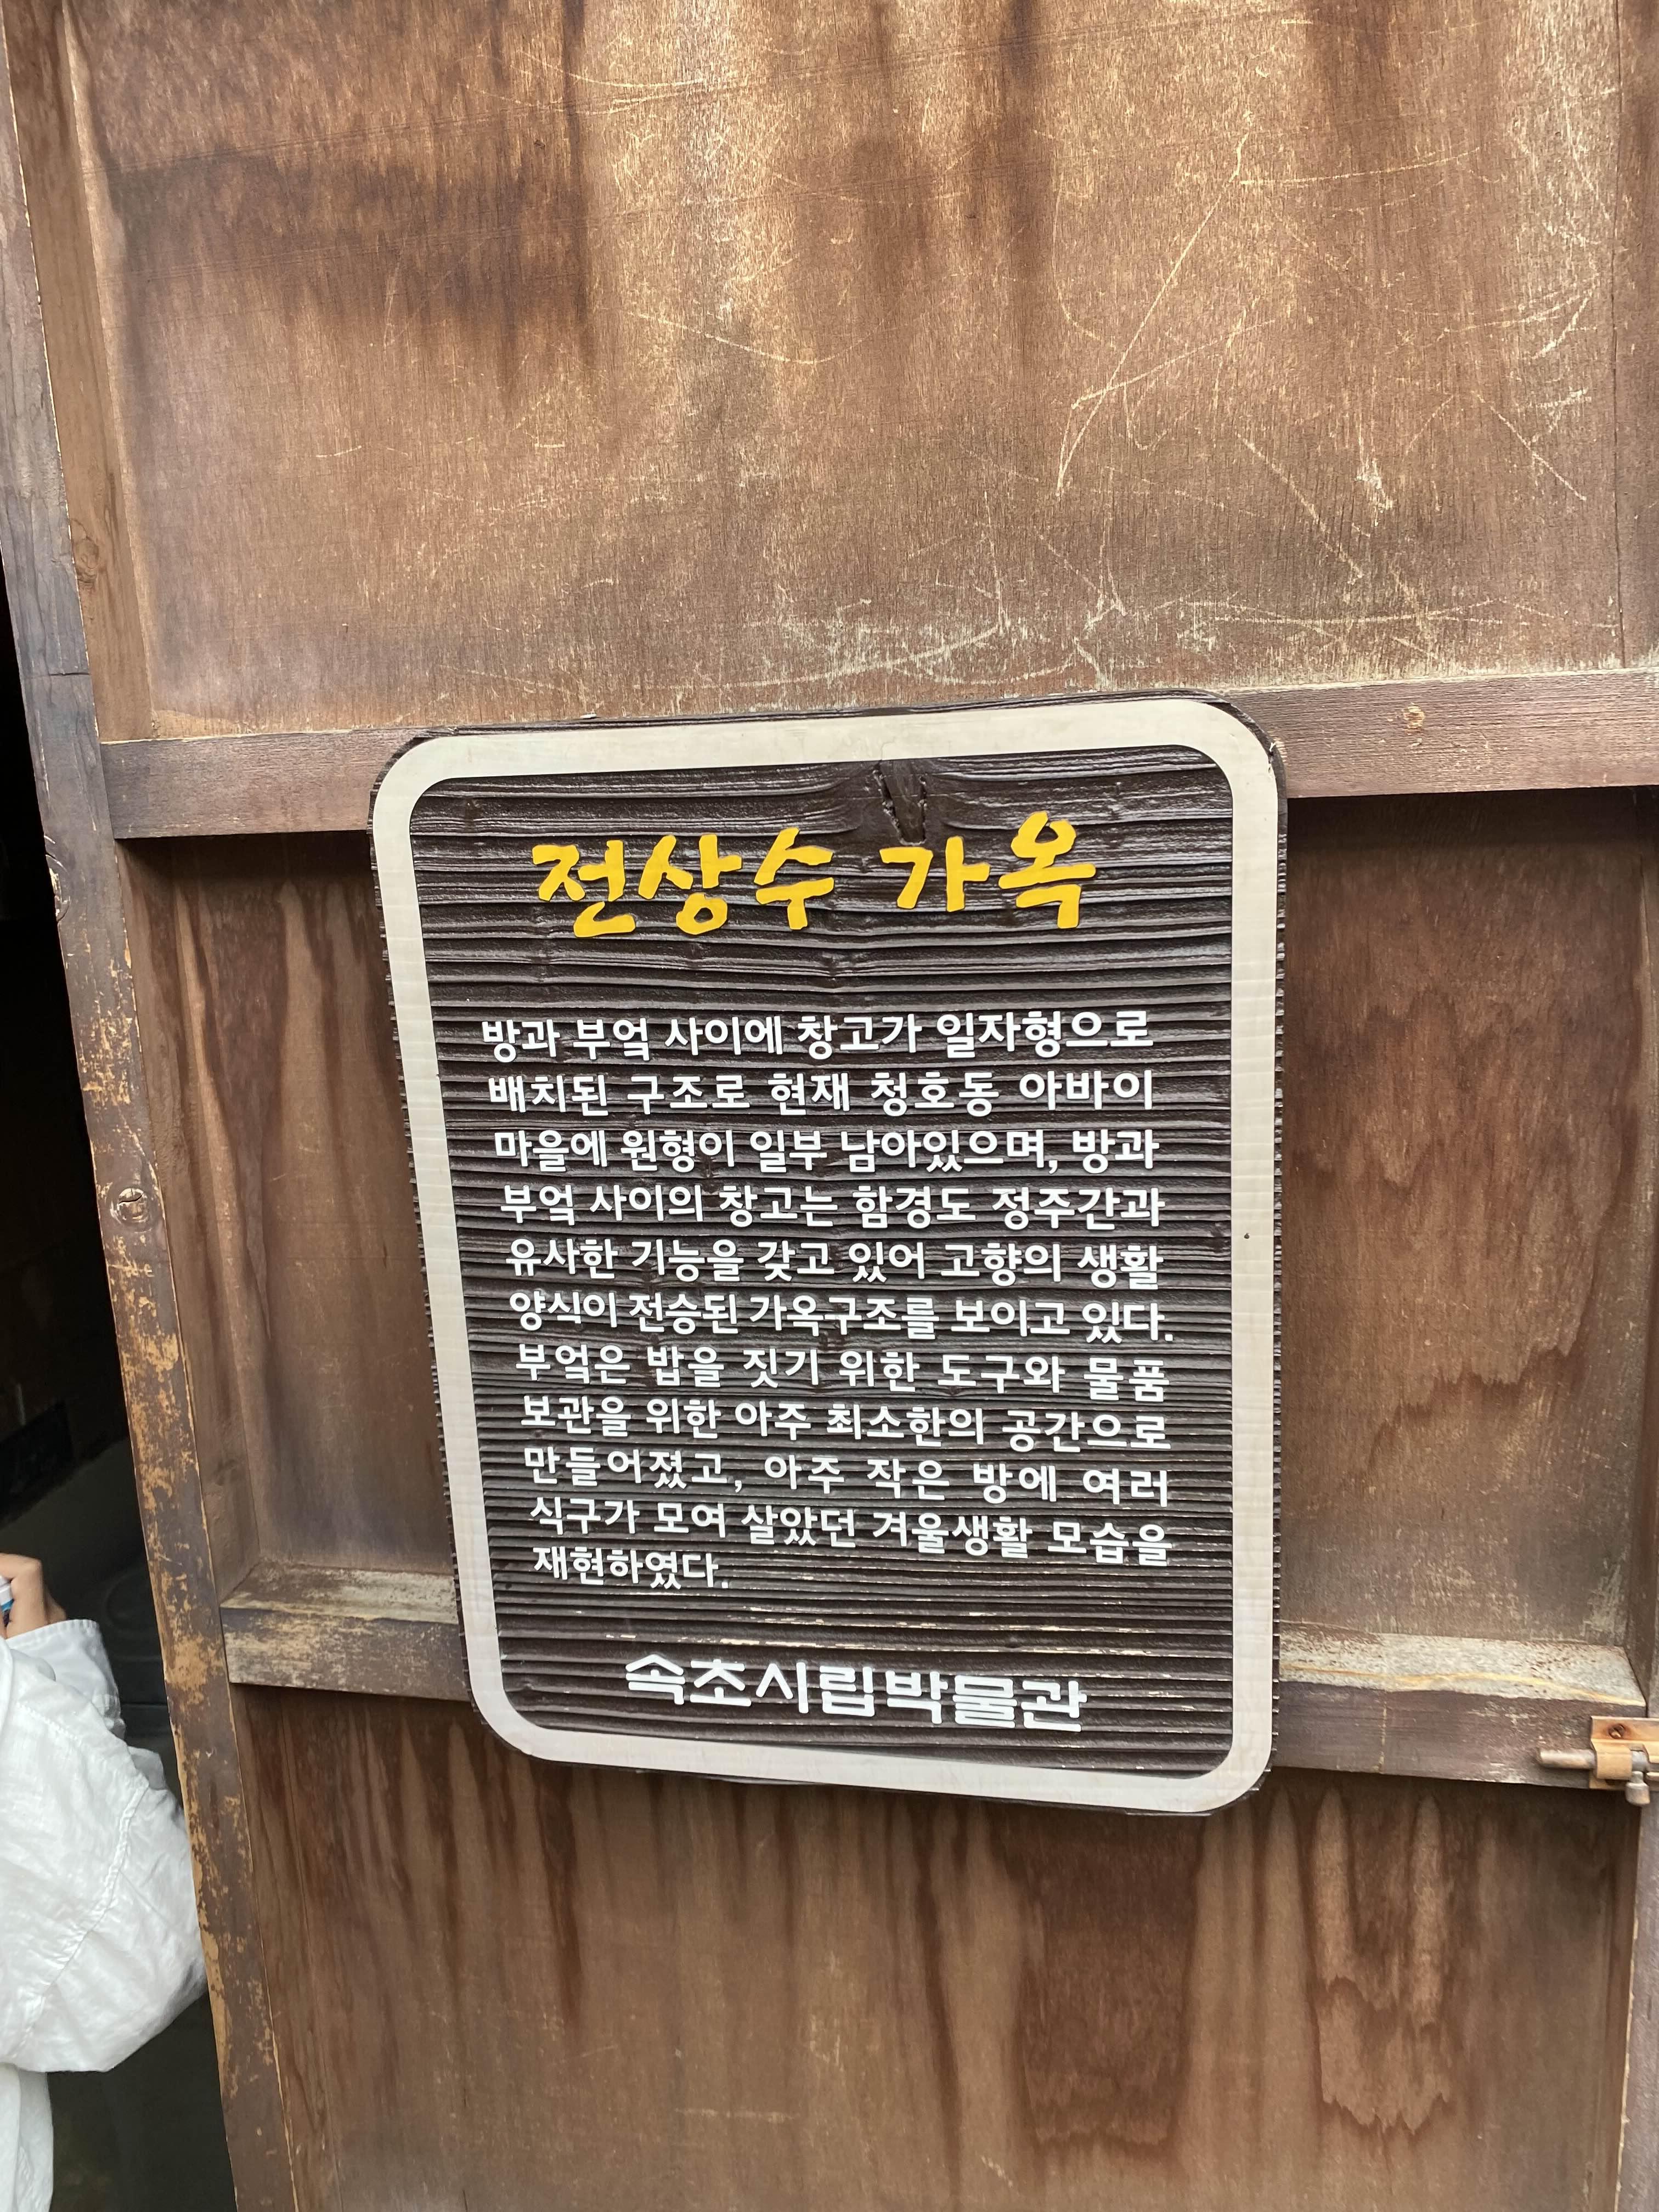 전상수 가옥
방과 부엌 사이에 창고가 일자형으로
배치된 구조로 현재 청호동 아바이
마을에 원형이 일부 남아있으며, 방과
부엌 사이의 창고는 함경도 정주간과
유사한 기능을 갖고 있어 고향의 생활
양식이 전승된 가옥구조를 보이고 있다.
부엌은 밥을 짓기 위한 도구와 물품
보관을 위한 아주 최소한의 공간으로
만들어졌고, 아주 작은 방에 여러
식구가 모여 살았던 겨울생활 모습을
재현하였다.
속초시립박물관